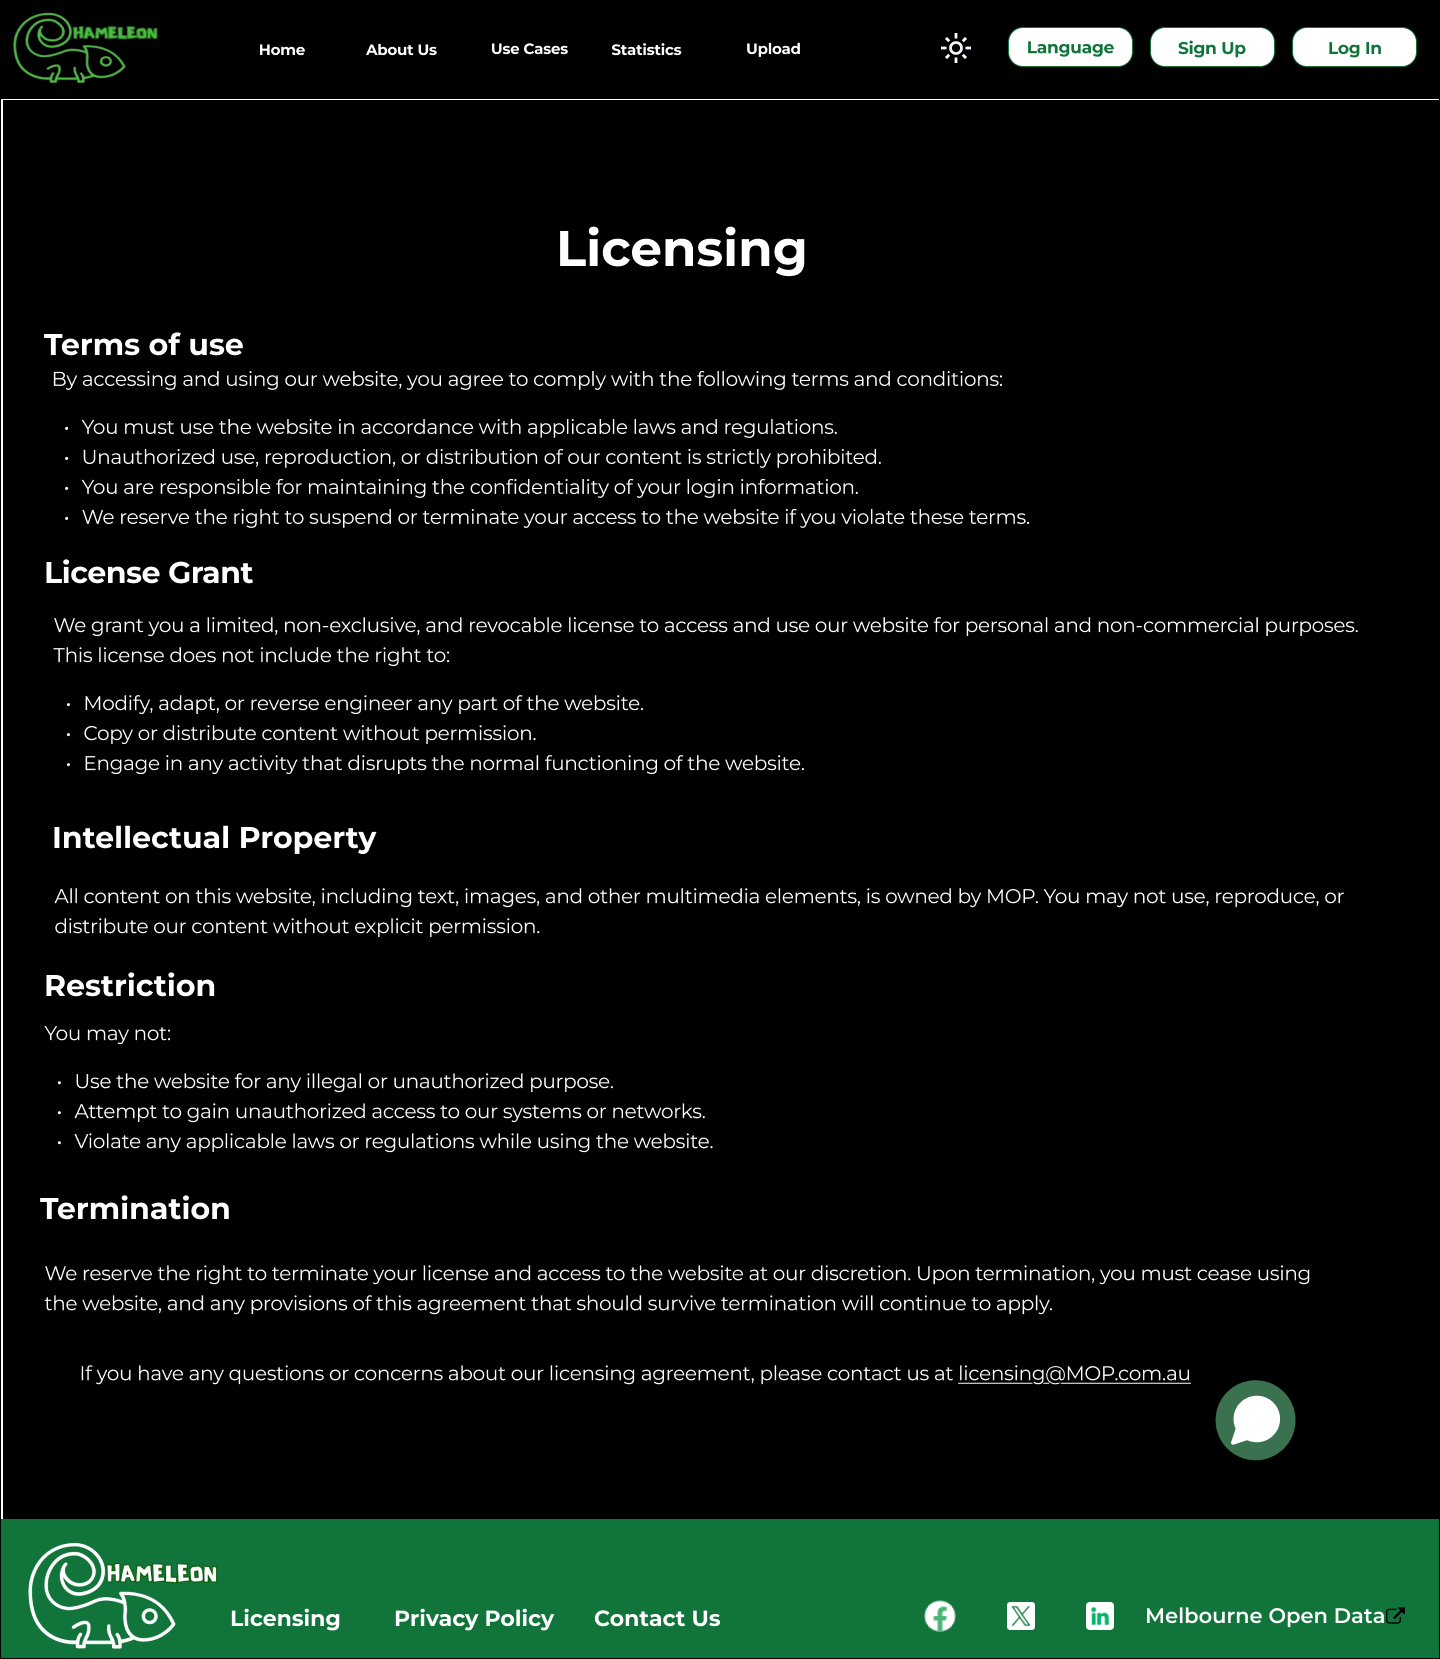 HAMELEON
Home
About Us
Use Cases
Statistics
Upload
Language
Sign Up
Log In
Licensing
Terms of use
By accessing and using our website, you agree to comply with the following terms and conditions:
• You must use the website in accordance with applicable laws and regulations.
• Unauthorized use, reproduction, or distribution of our content is strictly prohibited.
• You are responsible for maintaining the confidentiality of your login information.
• We reserve the right to suspend or terminate your access to the website if you violate these terms.
License Grant
We grant you a limited, non-exclusive, and revocable license to access and use our website for personal and non-commercial purposes.
This license does not include the right to:
• Modify, adapt, or reverse engineer any part of the website.
• Copy or distribute content without permission.
• Engage in any activity that disrupts the normal functioning of the website.
Intellectual Property
All content on this website, including text, images, and other multimedia elements, is owned by MOP. You may not use, reproduce, or
distribute our content without explicit permission.
Restriction
You may not:
• Use the website for any illegal or unauthorized purpose.
• Attempt to gain unauthorized access to our systems or networks.
• Violate any applicable laws or regulations while using the website.
Termination
We reserve the right to terminate your license and access to the website at our discretion. Upon termination, you must cease using
the website, and any provisions of this agreement that should survive termination will continue to apply.
If you have any questions or concerns about our licensing agreement, please contact us at licensing@MOP.com.au
HAMELEON
Licensing
Privacy Policy
Contact Us
Melbourne Open Data